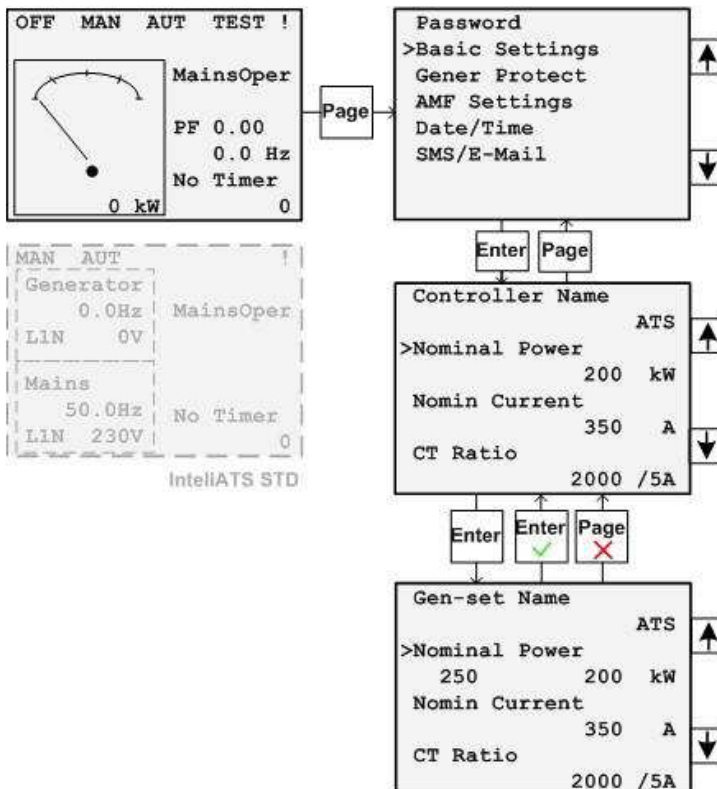 OFF MAN AUT TEST !
MainsOper
PF 0.00
0.0 Hz
No Timer
0 kW 0
Page
Password
>Basic Settings
Gener Protect
AMF Settings
Date/Time
SMS/E-Mail
Enter Page
MAN AUT !
Generator
0.0Hz MainsOper
L1N 0V
Mains
50.0Hz No Timer
L1N 230V 0
InteliATS STD
Controller Name
ATS
>Nominal Power
200 kW
Nomin Current
350 A
CT Ratio
2000 /5A
Enter Enter Page
Gen-set Name
ATS
>Nominal Power
250 200 kW
Nomin Current
350 A
CT Ratio
2000 /5A